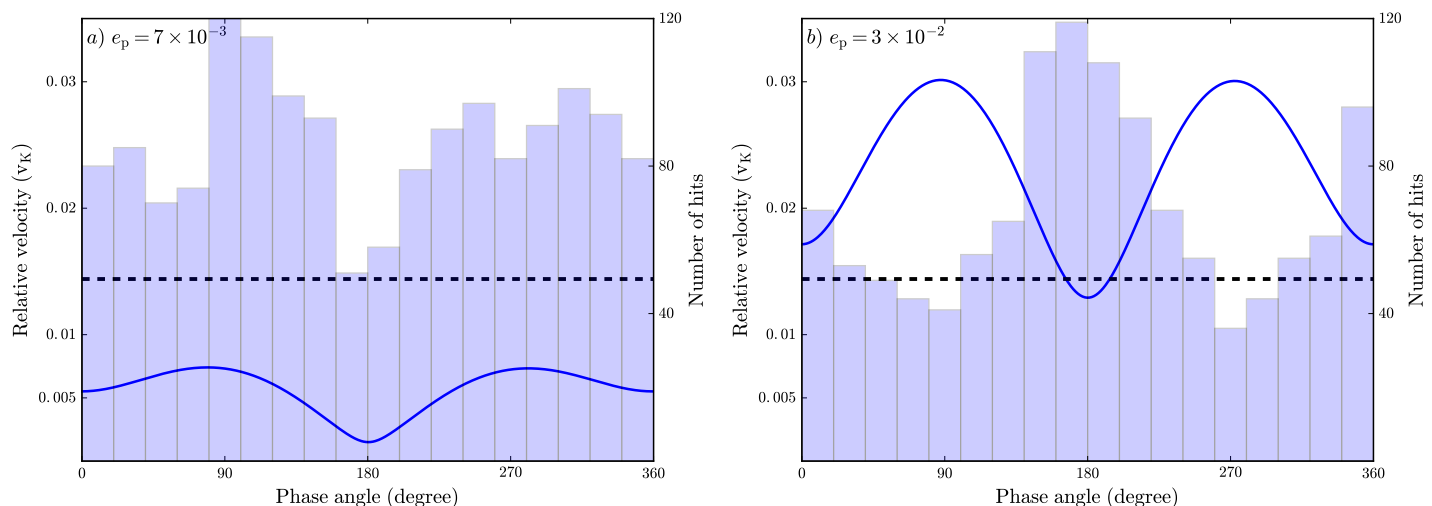 a) e_p = 7 × 10^−3
0.03
0.02
0.01
0.005
Relative velocity (v_K)
120
80
40
Number of hits
0 90 180 270 360
Phase angle (degree)
b) e_p = 3 × 10^−2
0.03
0.02
0.01
0.005
Relative velocity (v_K)
120
80
40
Number of hits
0 90 180 270 360
Phase angle (degree)